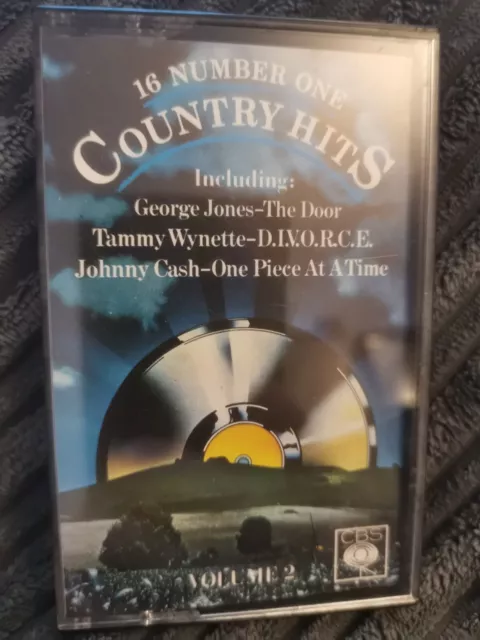 16 NUMBER ONE
COUNTRY HITS
Including:
George Jones–The Door
Tammy Wynette–D.I.V.O.R.C.E.
Johnny Cash–One Piece At A Time
CBS
VOLUME 2